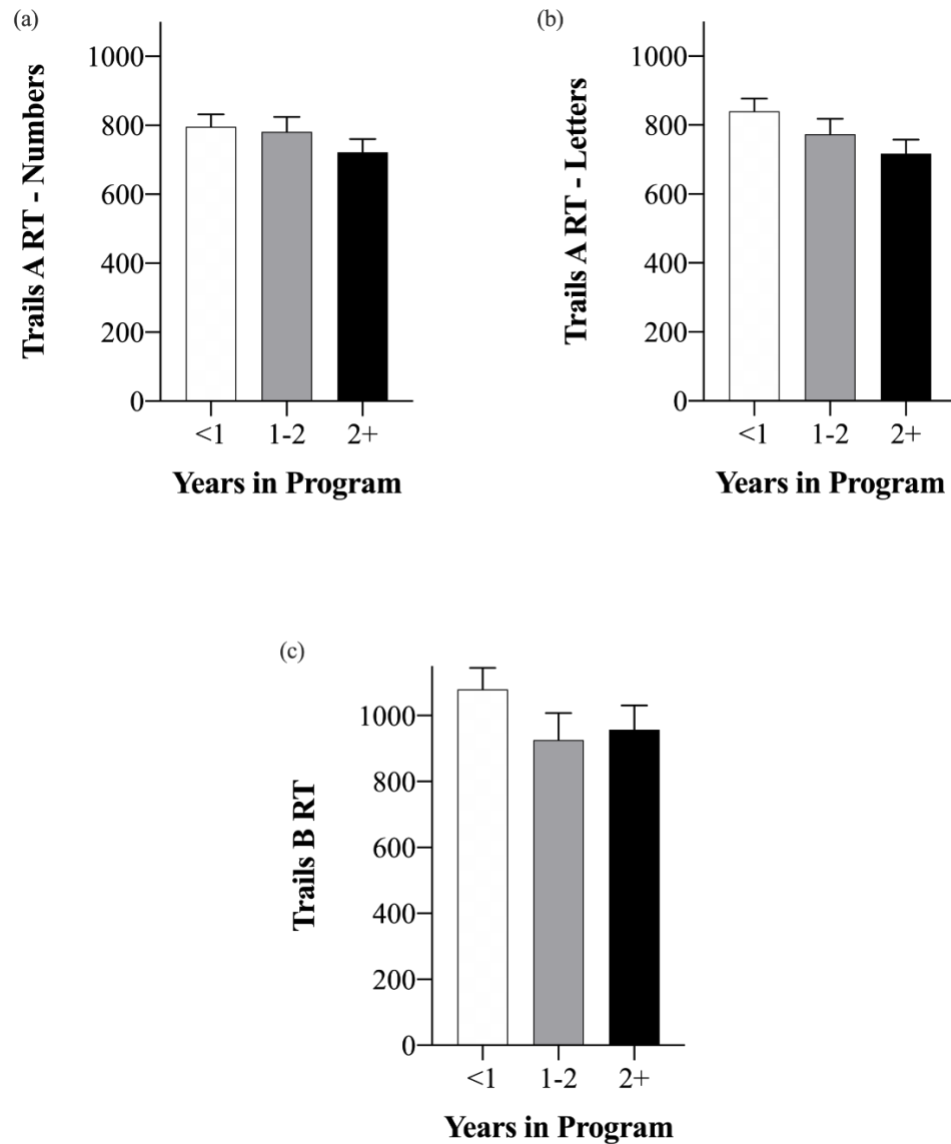 (a)
Trails A RT - Numbers
1000
800
600
400
200
0
<1 1-2 2+
Years in Program
(b)
Trails A RT - Letters
1000
800
600
400
200
0
<1 1-2 2+
Years in Program
(c)
Trails B RT
1000
800
600
400
200
0
<1 1-2 2+
Years in Program